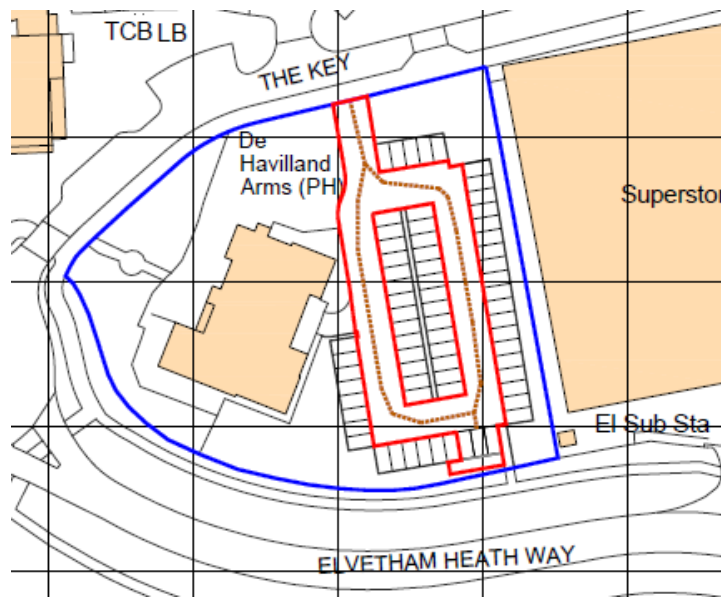 TCB LB
THE KEY
De
Havilland
Arms (PH)
Superstor
El Sub Sta
ELVETHAM HEATH WAY